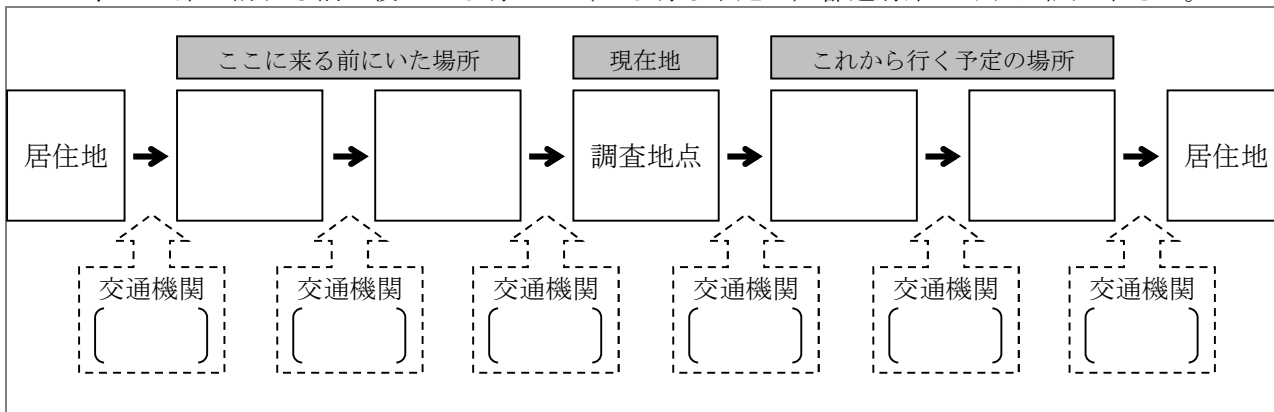 ここに来る前にいた場所 現在地 これから行く予定の場所
居住地 調査地点 居住地
交通機関 交通機関 交通機関 交通機関 交通機関 交通機関